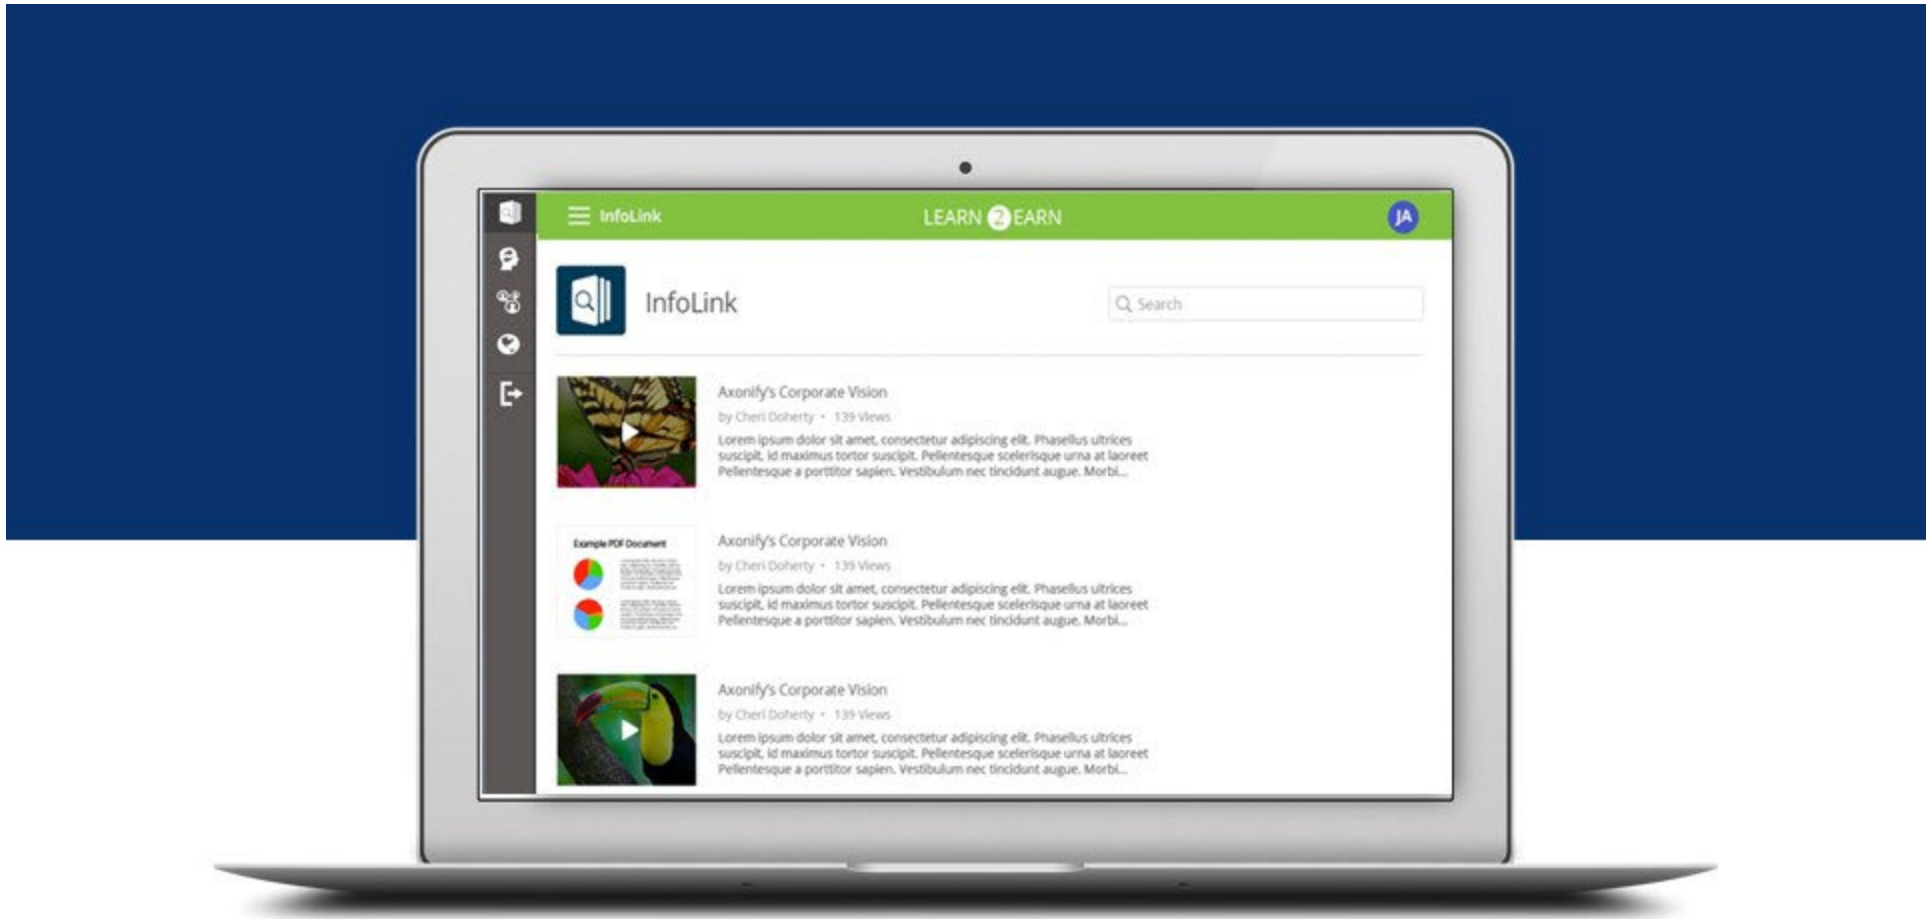 InfoLink
LEARN 2 EARN
JA
InfoLink
Search
Axonify's Corporate Vision
by Cheri Doherty • 139 Views
Lorem ipsum dolor sit amet, consectetur adipiscing elit. Phasellus ultrices
suscipit, id maximus tortor suscipit. Pellentesque scelerisque urna at laoreet
Pellentesque a porttitor sapien. Vestibulum nec tincidunt augue. Morbi...
Example PDF Document
Axonify's Corporate Vision
by Cheri Doherty • 139 Views
Lorem ipsum dolor sit amet, consectetur adipiscing elit. Phasellus ultrices
suscipit, id maximus tortor suscipit. Pellentesque scelerisque urna at laoreet
Pellentesque a porttitor sapien. Vestibulum nec tincidunt augue. Morbi...
Axonify's Corporate Vision
by Cheri Doherty • 139 Views
Lorem ipsum dolor sit amet, consectetur adipiscing elit. Phasellus ultrices
suscipit, id maximus tortor suscipit. Pellentesque scelerisque urna at laoreet
Pellentesque a porttitor sapien. Vestibulum nec tincidunt augue. Morbi...